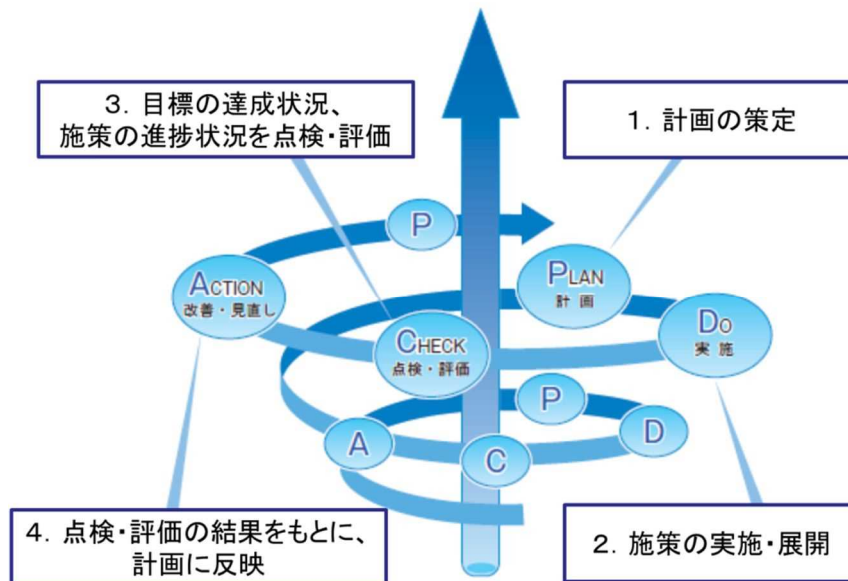 3．目標の達成状況、
施策の進捗状況を点検・評価
1．計画の策定
P
ACTION
改善・見直し
PLAN
計 画
DO
実 施
CHECK
点検・評価
P
A
D
C
4．点検・評価の結果をもとに、
計画に反映
2．施策の実施・展開